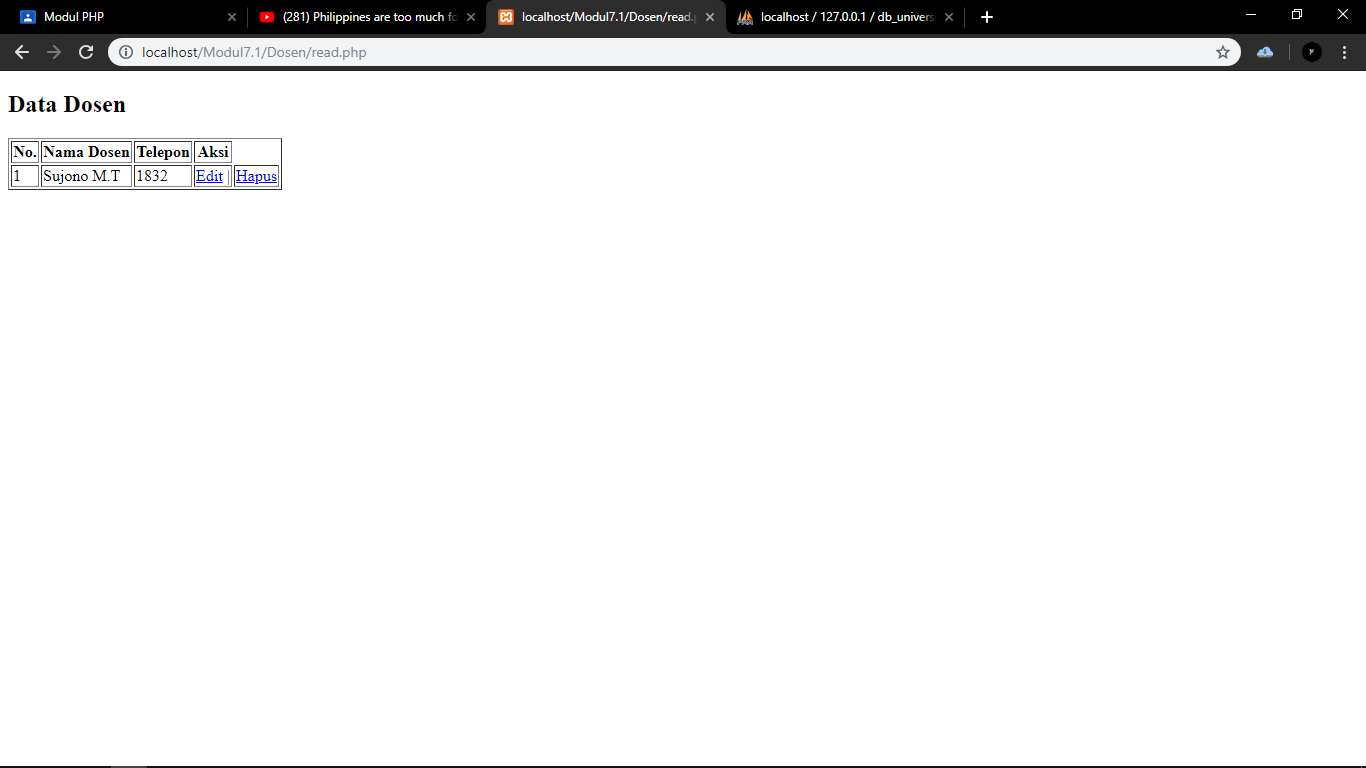 Modul PHP
(281) Philippines are too much fo
localhost/Modul7.1/Dosen/read.p
localhost / 127.0.0.1 / db_univers
localhost/Modul7.1/Dosen/read.php
Data Dosen
No. Nama Dosen Telepon Aksi
1 Sujono M.T 1832 Edit | Hapus